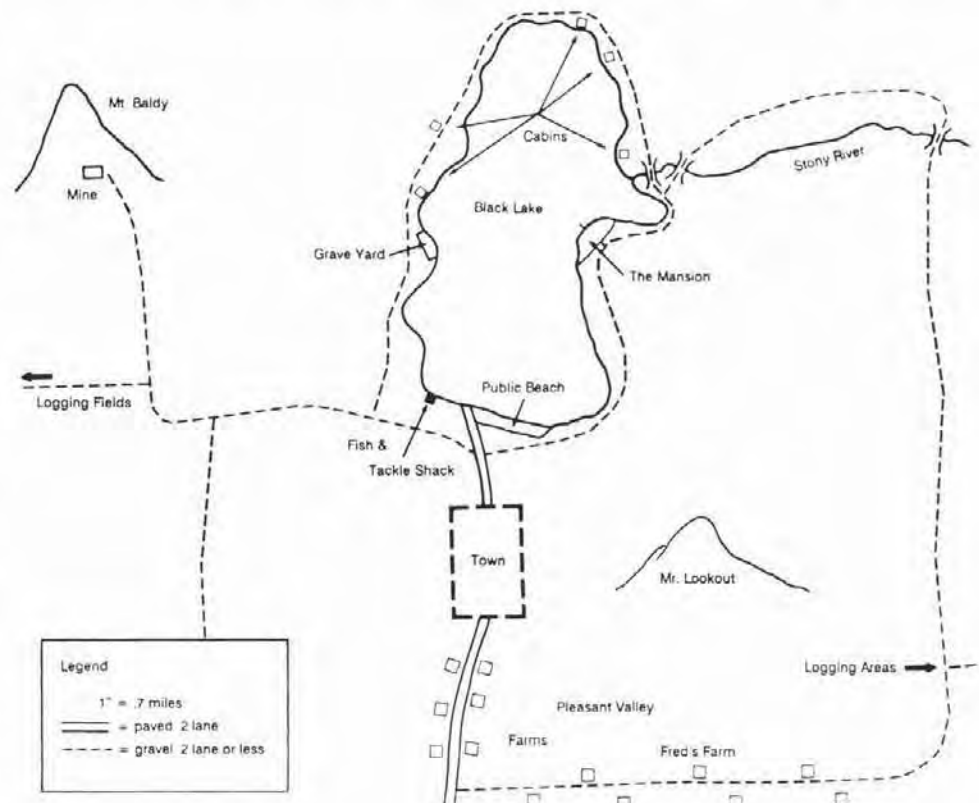 Mt. Baldy
Mine
Cabins
Stony River
Black Lake
Grave Yard
The Mansion
Public Beach
Logging Fields
Fish &
Tackle Shack
Town
Mr. Lookout
Legend
1" = .7 miles
= paved 2 lane
= gravel 2 lane or less
Logging Areas
Pleasant Valley
Farms
Fred's Farm